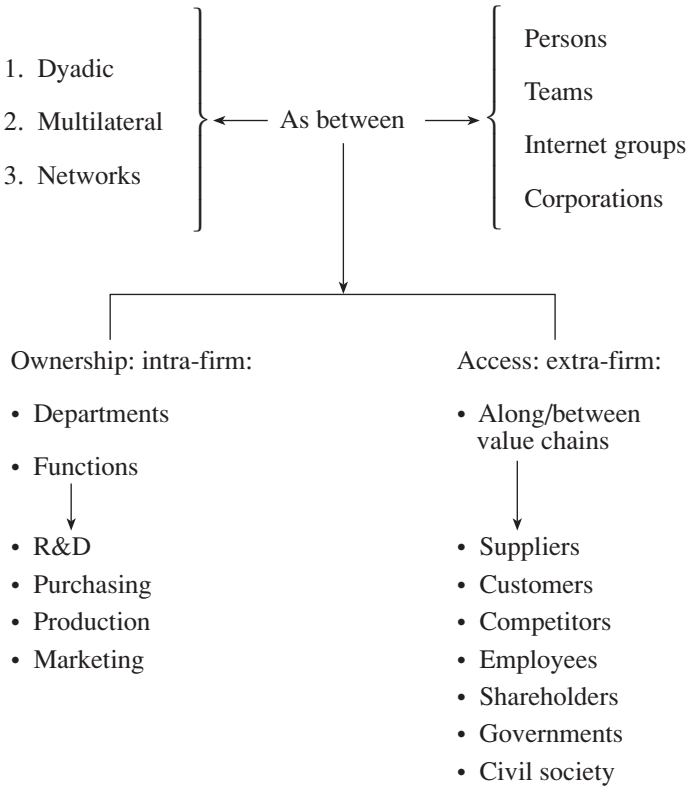 1. Dyadic
2. Multilateral
3. Networks
As between
Persons
Teams
Internet groups
Corporations
Ownership: intra-firm:
• Departments
• Functions
• R&D
• Purchasing
• Production
• Marketing
Access: extra-firm:
• Along/between
value chains
• Suppliers
• Customers
• Competitors
• Employees
• Shareholders
• Governments
• Civil society